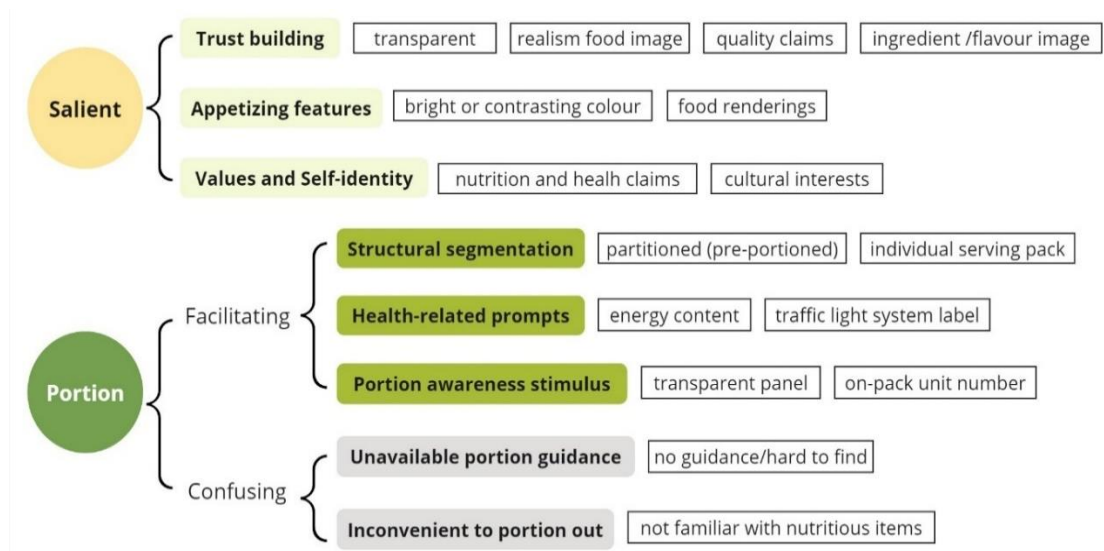 Salient
Trust building transparent realism food image quality claims ingredient /flavour image
Appetizing features bright or contrasting colour food renderings
Values and Self-identity nutrition and healh claims cultural interests
Portion
Facilitating
Structural segmentation partitioned (pre-portioned) individual serving pack
Health-related prompts energy content traffic light system label
Portion awareness stimulus transparent panel on-pack unit number
Confusing
Unavailable portion guidance no guidance/hard to find
Inconvenient to portion out not familiar with nutritious items